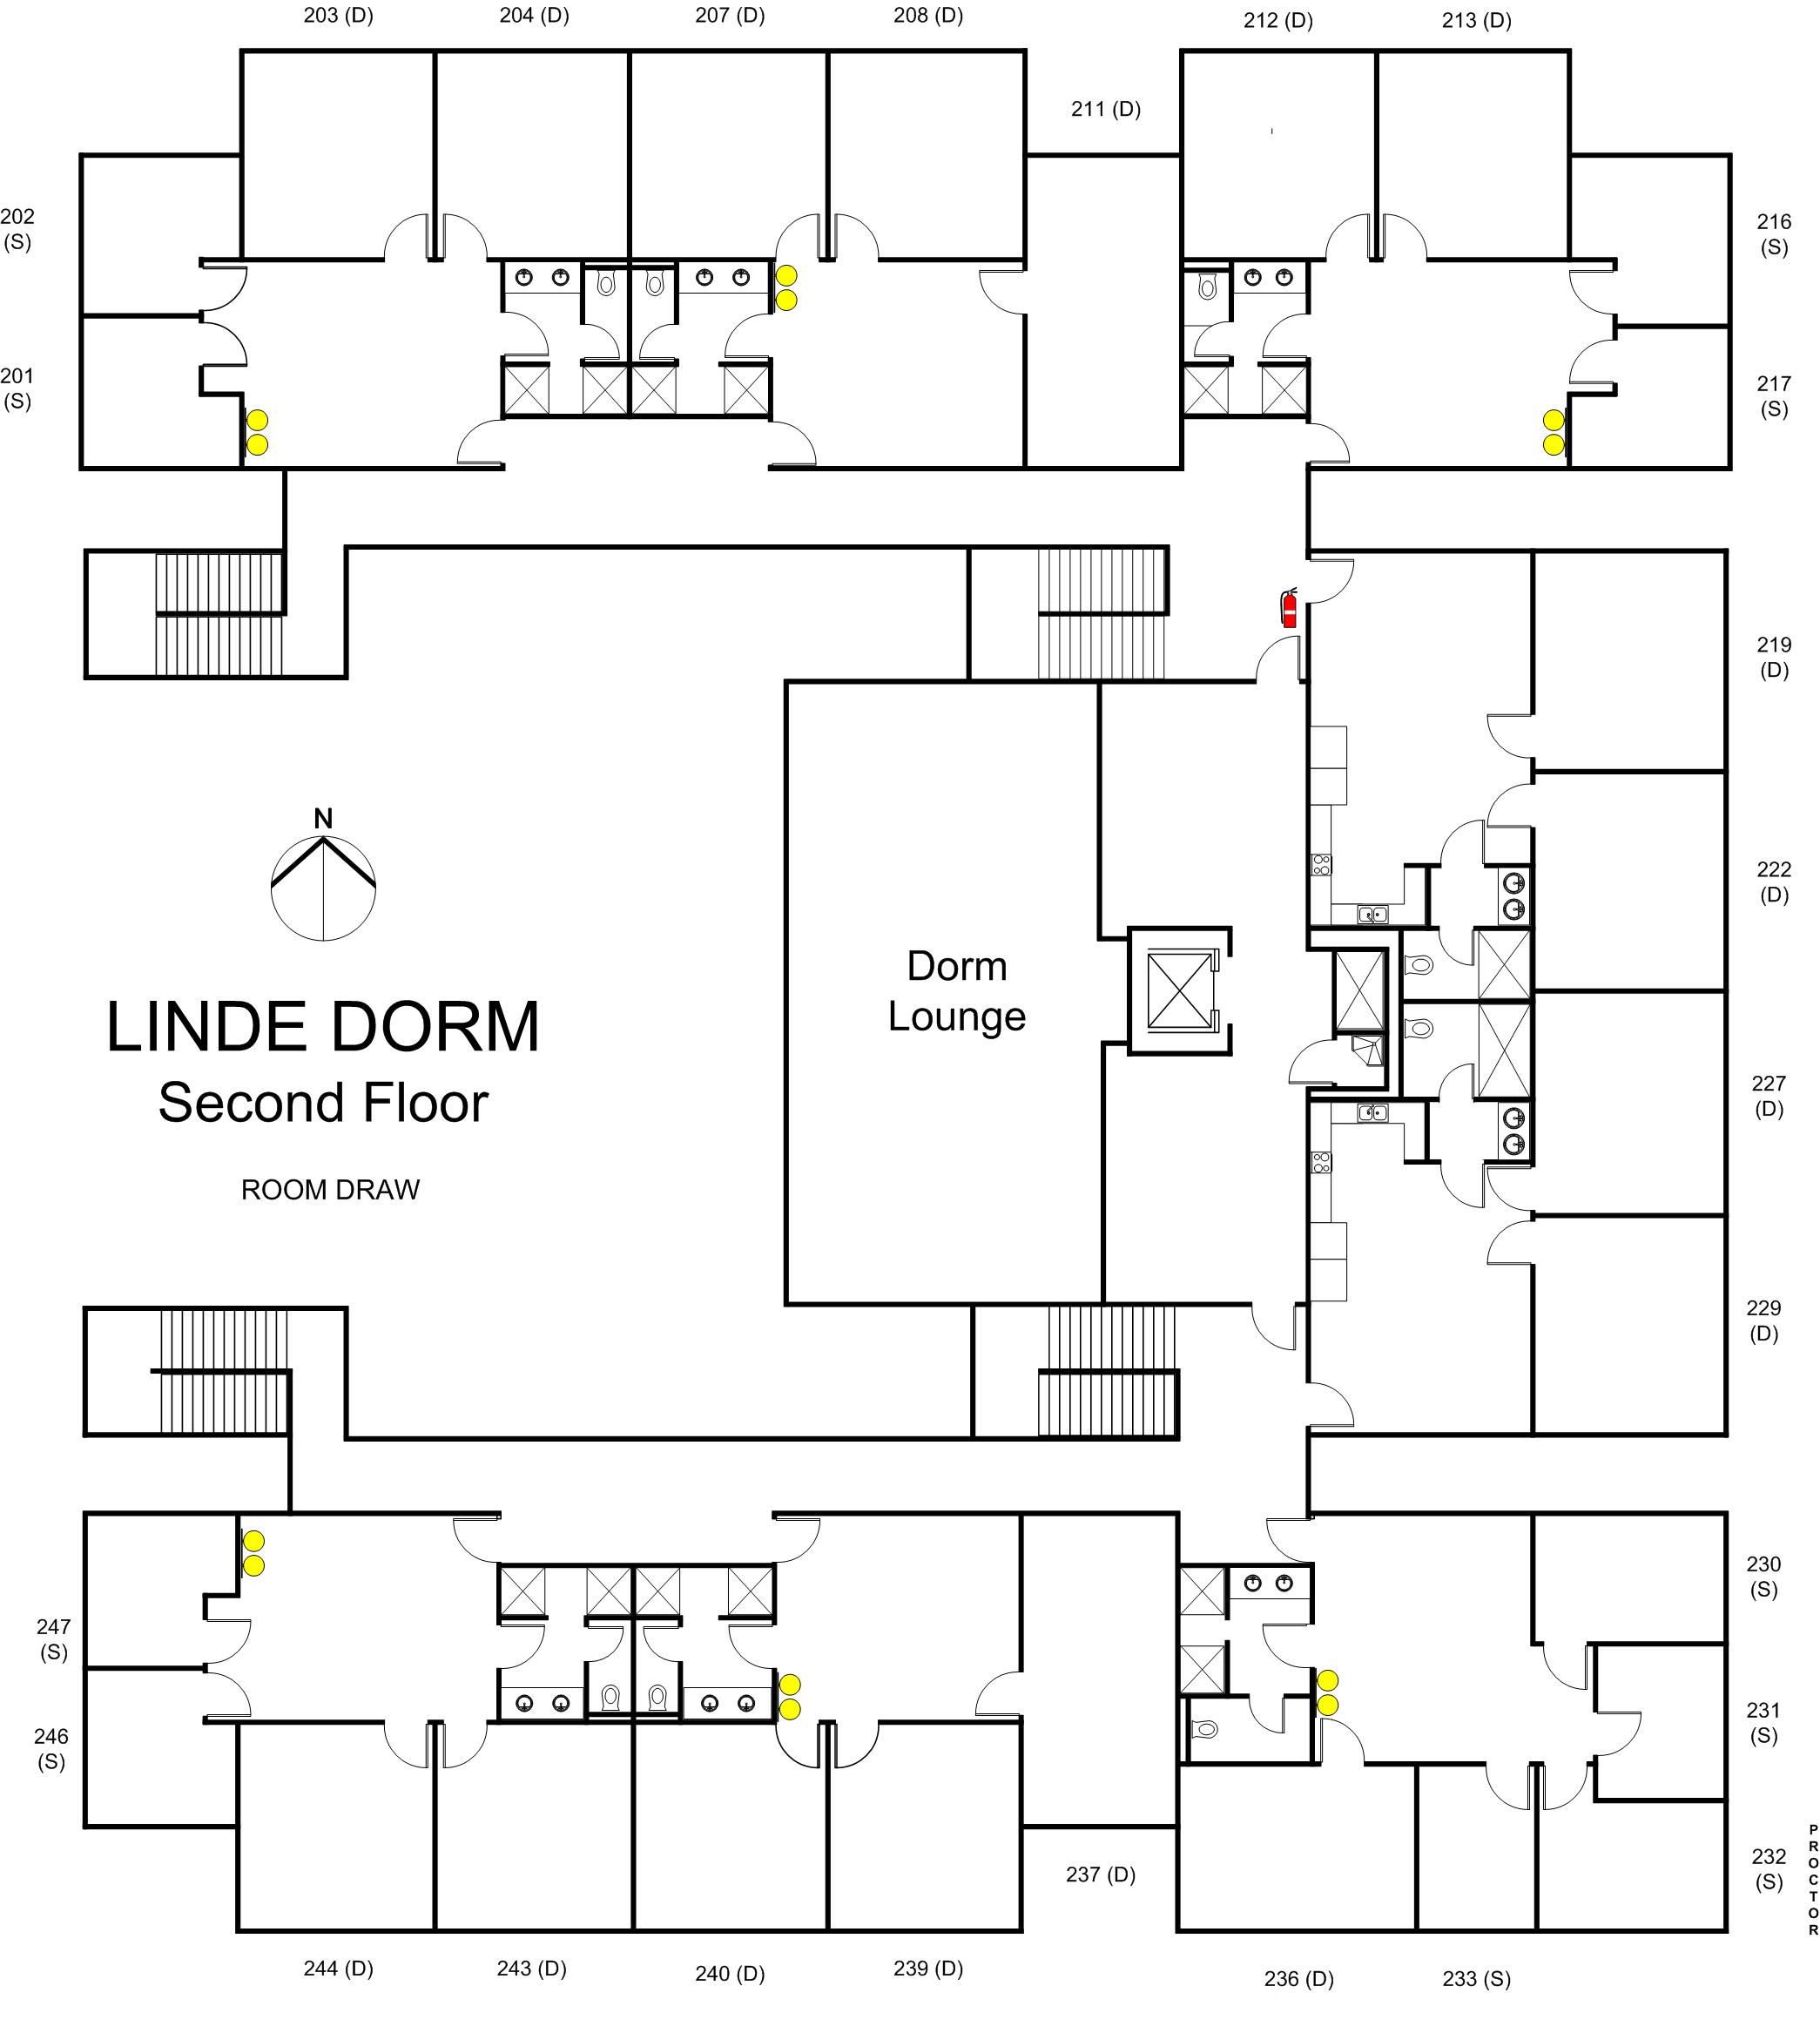 203 (D)
204 (D)
207 (D)
208 (D)
212 (D)
213 (D)
211 (D)
202
(S)
216
(S)
201
(S)
217
(S)
219
(D)
N
222
(D)
Dorm
Lounge
LINDE DORM
Second Floor
227
(D)
ROOM DRAW
229
(D)
230
(S)
247
(S)
231
(S)
246
(S)
232
(S)
PROCTOR
237 (D)
244 (D)
243 (D)
240 (D)
239 (D)
236 (D)
233 (S)